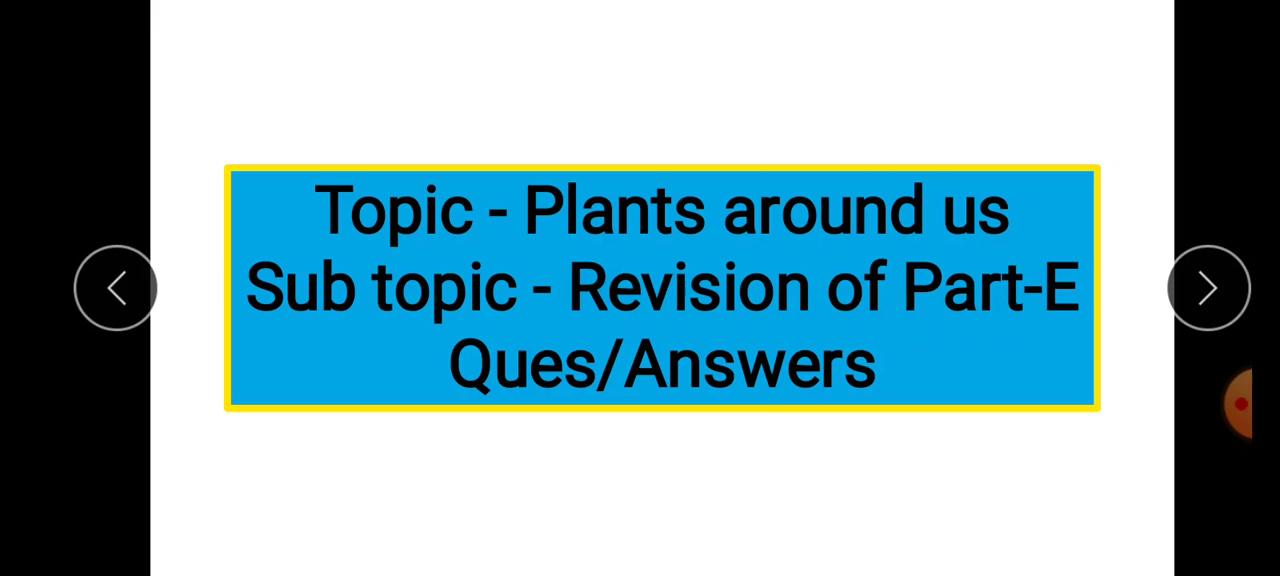 Topic - Plants around us
Sub topic - Revision of Part-E
Ques/Answers